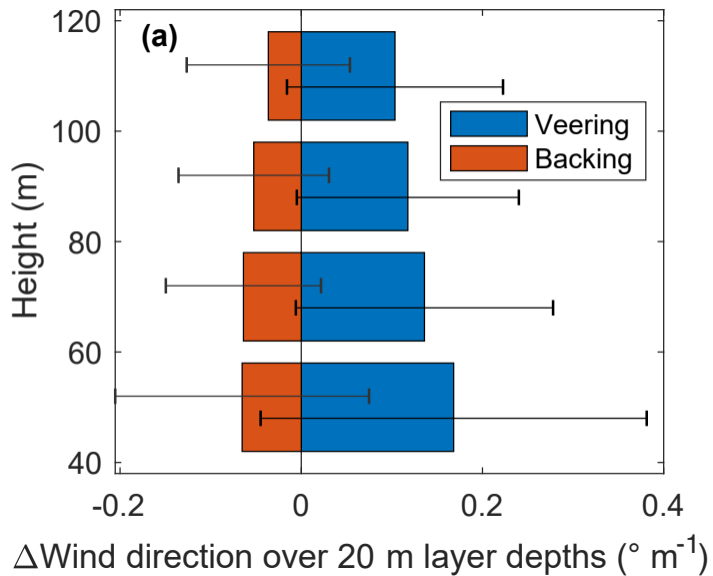 (a)
120
100
80
60
40
Height (m)
Veering
Backing
-0.2
0
0.2
0.4
ΔWind direction over 20 m layer depths (° m⁻¹)